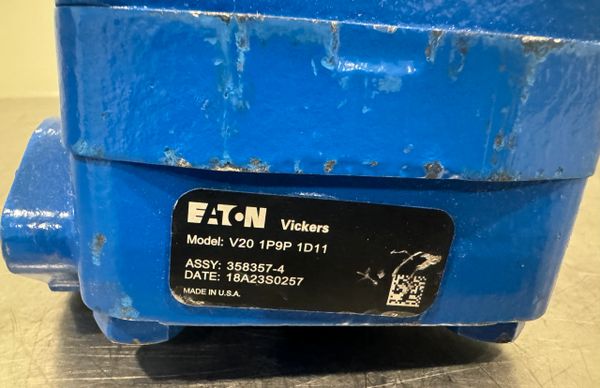 EATON Vickers
Model: V20 1P9P 1D11
ASSY: 358357-4
DATE: 18A23S0257
MADE IN U.S.A.